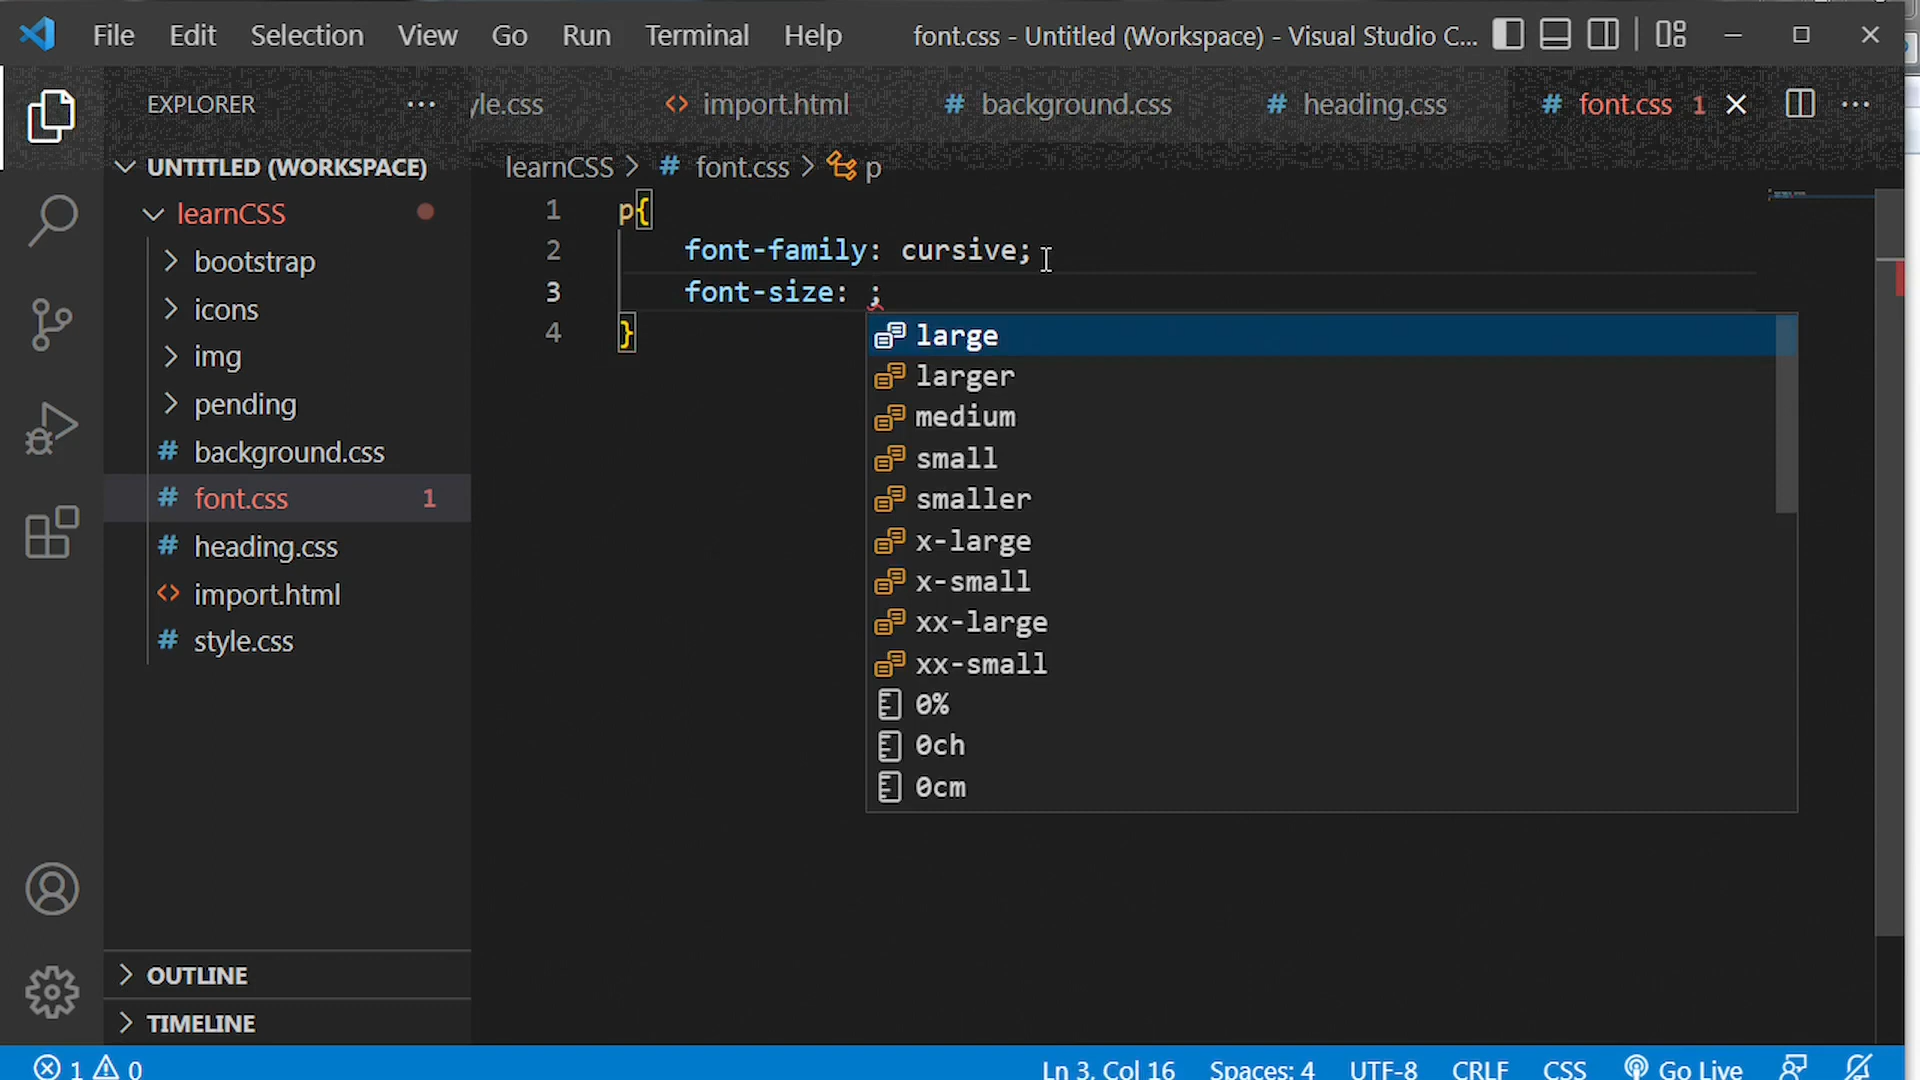 File Edit Selection View Go Run Terminal Help font.css - Untitled (Workspace) - Visual Studio C...
EXPLORER ··· yle.css <> import.html # background.css # heading.css # font.css 1 ···
UNTITLED (WORKSPACE)
learnCSS > # font.css > p
learnCSS
bootstrap
icons
img
pending
# background.css
# font.css 1
# heading.css
<> import.html
# style.css
OUTLINE
TIMELINE
1 p{
2 font-family: cursive;
3 font-size: ;
4 }
large
larger
medium
small
smaller
x-large
x-small
xx-large
xx-small
0%
0ch
0cm
1 0 Ln 3, Col 16 Spaces: 4 UTF-8 CRLF CSS Go Live